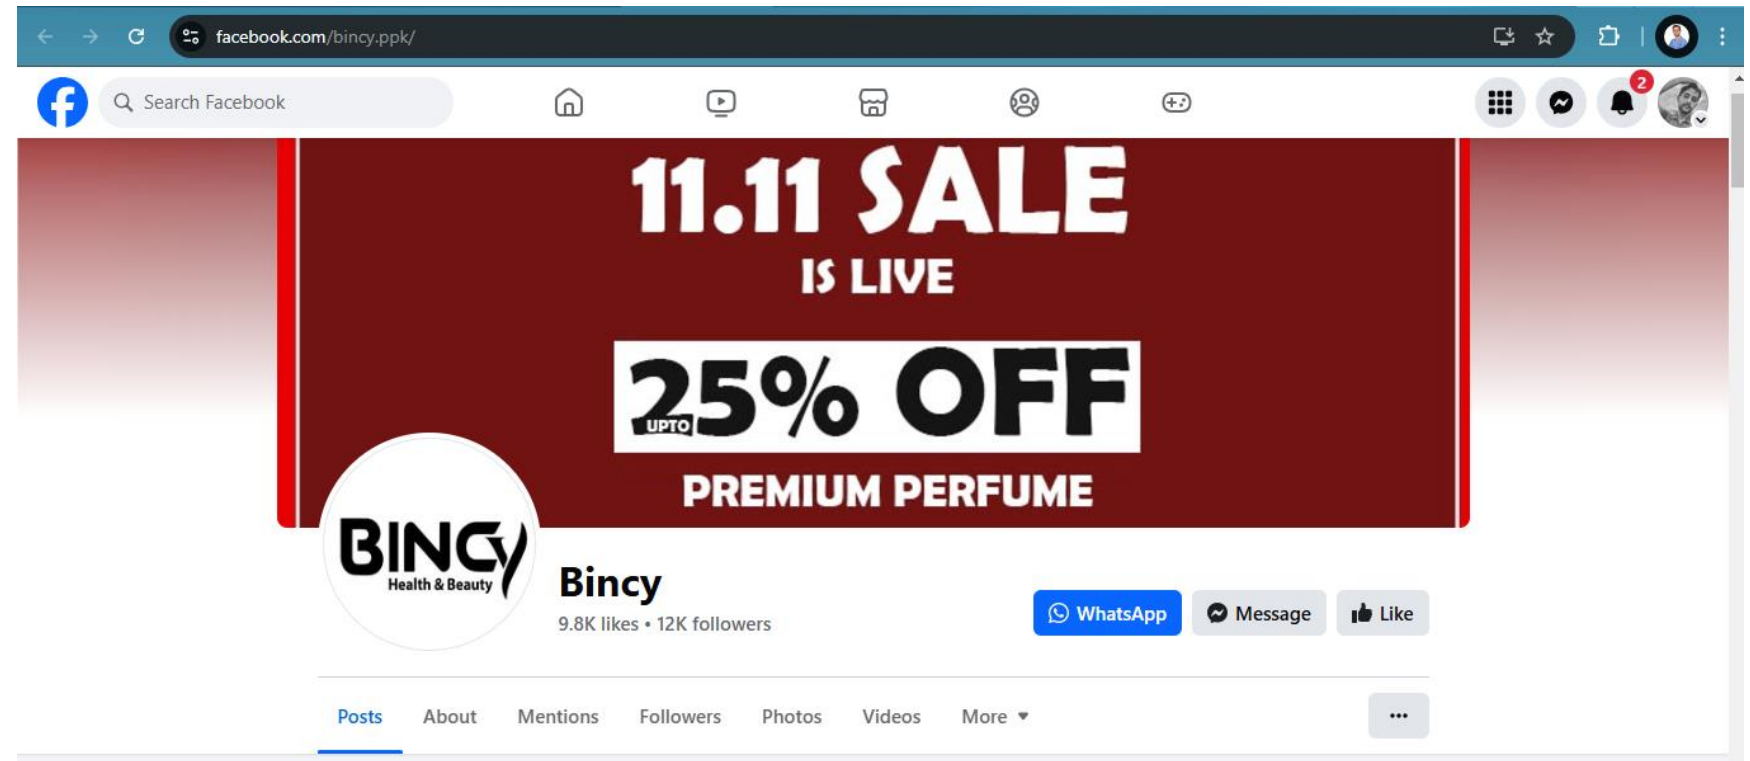 facebook.com/bincy.ppk/
Search Facebook
2
11.11 SALE
IS LIVE
25% OFF
UPTO
PREMIUM PERFUME
BINCY
Health & Beauty
Bincy
9.8K likes • 12K followers
WhatsApp
Message
Like
Posts About Mentions Followers Photos Videos More